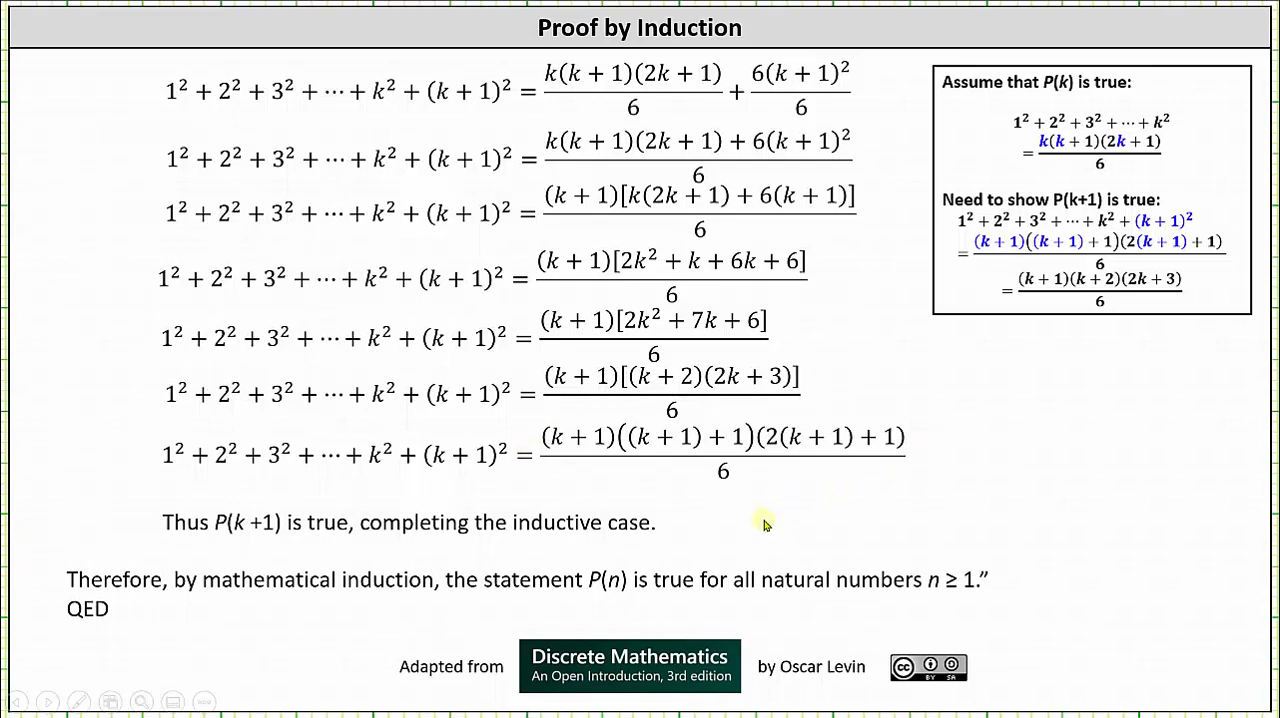 Proof by Induction
1² + 2² + 3² + ⋯ + k² + (k + 1)² = k(k + 1)(2k + 1)/6 + 6(k + 1)²/6
1² + 2² + 3² + ⋯ + k² + (k + 1)² = k(k + 1)(2k + 1) + 6(k + 1)²/6
1² + 2² + 3² + ⋯ + k² + (k + 1)² = (k + 1)[k(2k + 1) + 6(k + 1)]/6
1² + 2² + 3² + ⋯ + k² + (k + 1)² = (k + 1)[2k² + k + 6k + 6]/6
1² + 2² + 3² + ⋯ + k² + (k + 1)² = (k + 1)[2k² + 7k + 6]/6
1² + 2² + 3² + ⋯ + k² + (k + 1)² = (k + 1)[(k + 2)(2k + 3)]/6
1² + 2² + 3² + ⋯ + k² + (k + 1)² = (k + 1)((k + 1) + 1)(2(k + 1) + 1)/6
Thus P(k +1) is true, completing the inductive case.
Assume that P(k) is true:
1² + 2² + 3² + ⋯ + k²
= k(k + 1)(2k + 1)/6
Need to show P(k+1) is true:
1² + 2² + 3² + ⋯ + k² + (k + 1)²
= (k + 1)((k + 1) + 1)(2(k + 1) + 1)/6
= (k + 1)(k + 2)(2k + 3)/6
Therefore, by mathematical induction, the statement P(n) is true for all natural numbers n ≥ 1.”
QED
Adapted from
Discrete Mathematics
An Open Introduction, 3rd edition
by Oscar Levin
cc BY SA